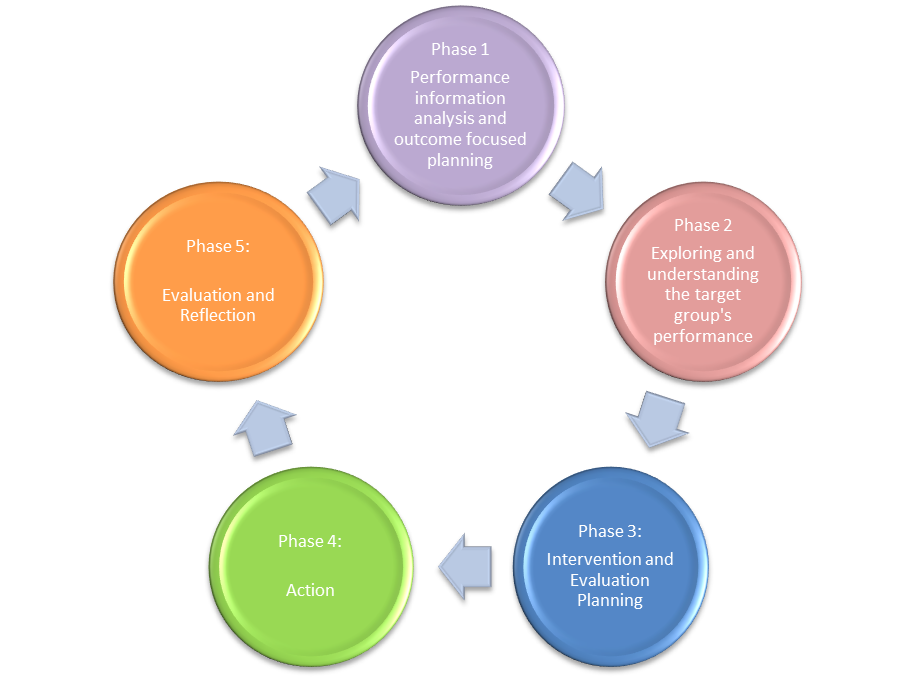 Phase 1
Performance
information
analysis and
outcome focused
planning
Phase 2
Exploring and
understanding
the target
group's
performance
Phase 3:
Intervention and
Evaluation
Planning
Phase 4:
Action
Phase 5:
Evaluation and
Reflection